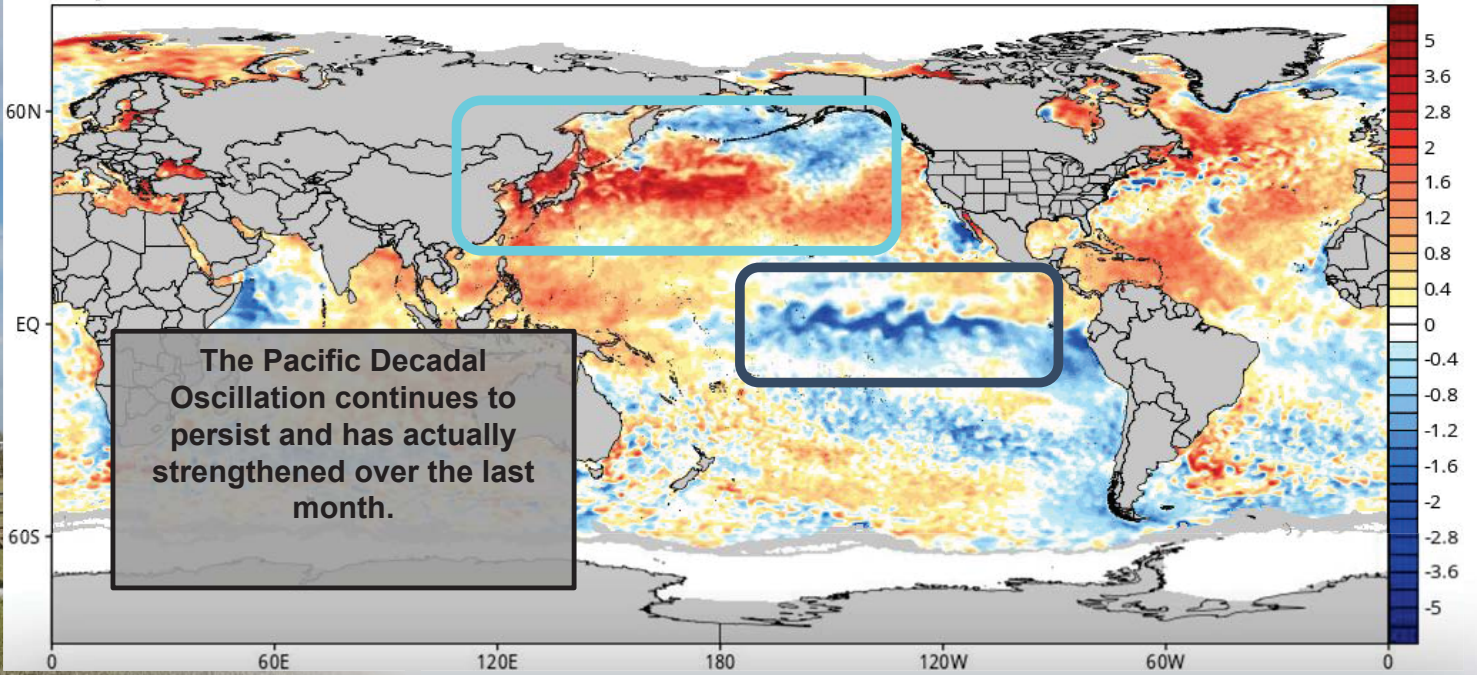 60N
EQ
60S
The Pacific Decadal
Oscillation continues to
persist and has actually
strengthened over the last
month.
0
60E
120E
180
120W
60W
0
5
3.6
2.8
2
1.6
1.2
0.8
0.4
0
-0.4
-0.8
-1.2
-1.6
-2
-2.8
-3.6
-5